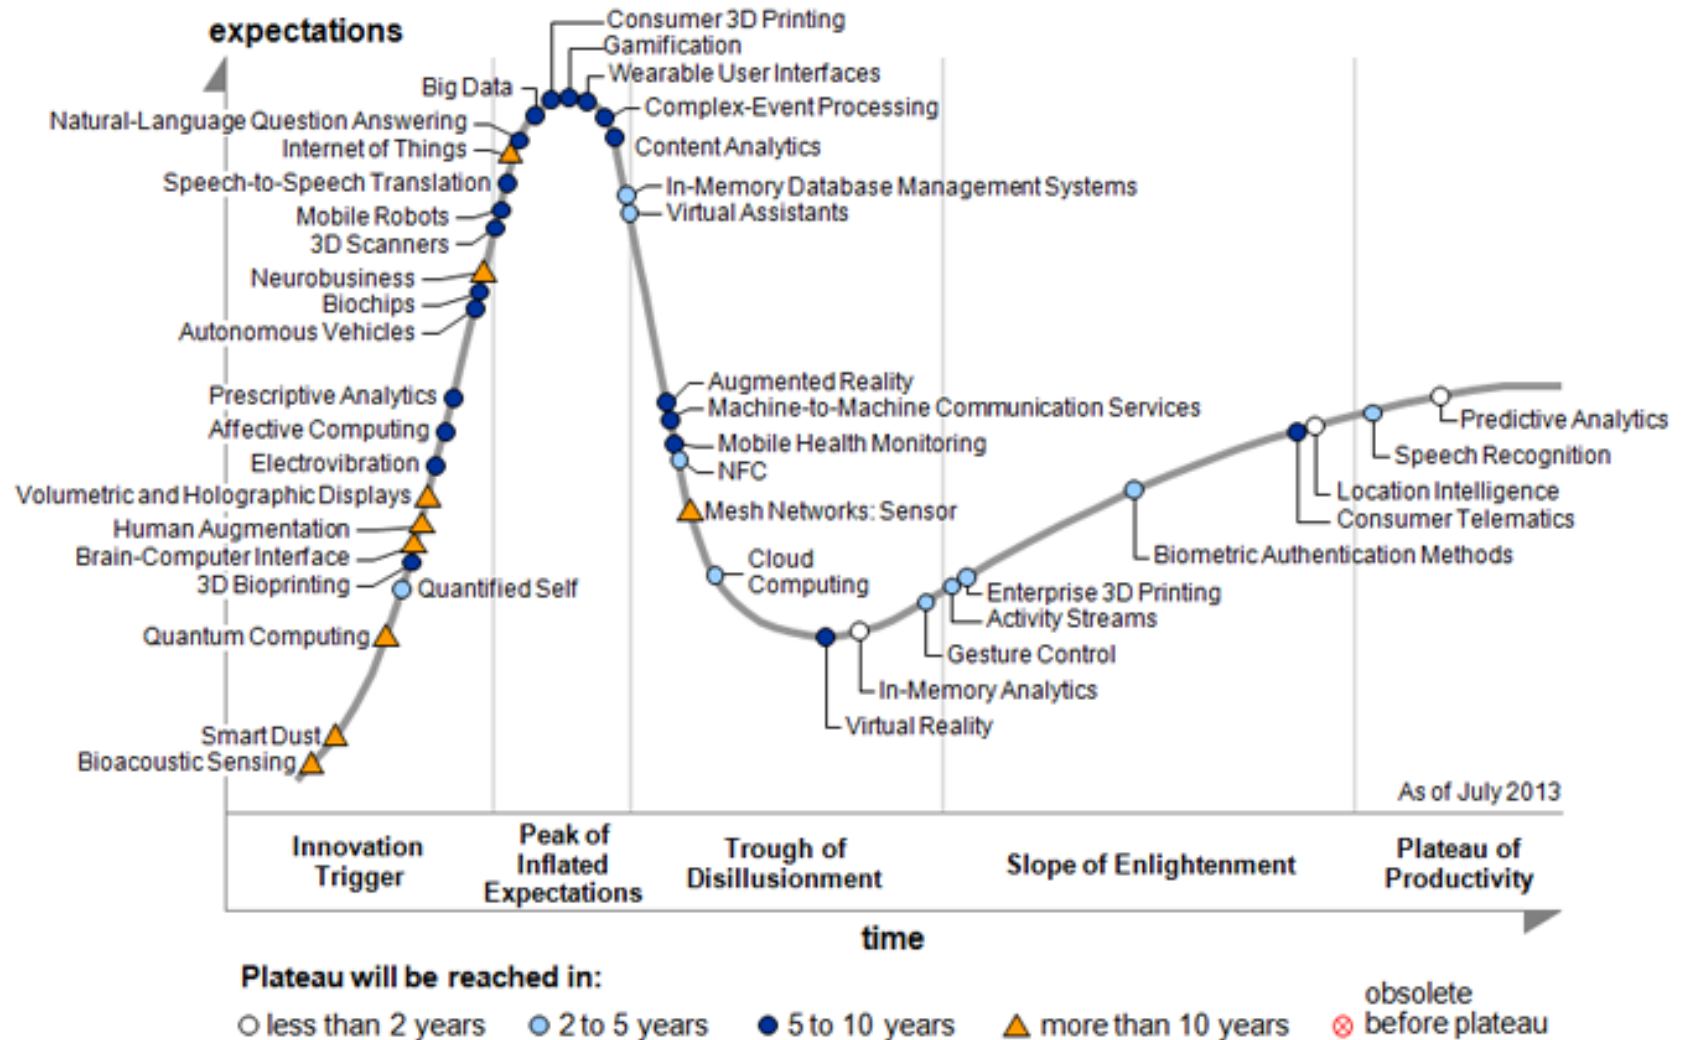 expectations
Consumer 3D Printing
Gamification
Wearable User Interfaces
Big Data
Complex-Event Processing
Natural-Language Question Answering
Content Analytics
Internet of Things
Speech-to-Speech Translation
In-Memory Database Management Systems
Mobile Robots
Virtual Assistants
3D Scanners
Neurobusiness
Biochips
Autonomous Vehicles
Augmented Reality
Prescriptive Analytics
Machine-to-Machine Communication Services
Affective Computing
Mobile Health Monitoring
Electrovibration
NFC
Volumetric and Holographic Displays
Mesh Networks: Sensor
Human Augmentation
Brain-Computer Interface
3D Bioprinting
Quantified Self
Cloud
Computing
Quantum Computing
Smart Dust
Bioacoustic Sensing
Predictive Analytics
Speech Recognition
Location Intelligence
Consumer Telematics
Biometric Authentication Methods
Enterprise 3D Printing
Activity Streams
Gesture Control
In-Memory Analytics
Virtual Reality
As of July 2013
Innovation
Trigger
Peak of
Inflated
Expectations
Trough of
Disillusionment
Slope of Enlightenment
Plateau of
Productivity
time
Plateau will be reached in:
less than 2 years
2 to 5 years
5 to 10 years
more than 10 years
obsolete
before plateau